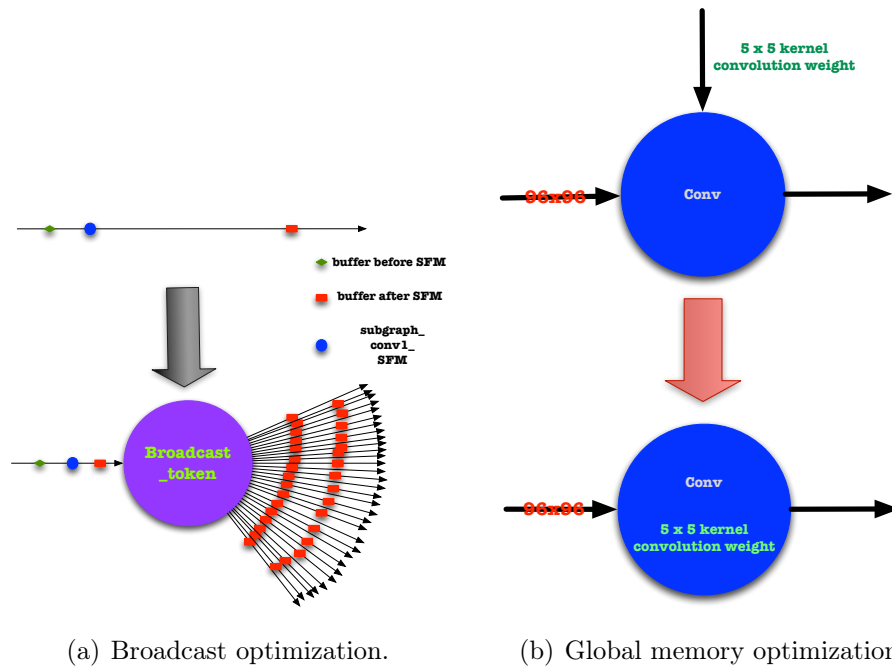 5 x 5 kernel
convolution weight
96x96
Conv
buffer before SFM
buffer after SFM
subgraph_
conv1_
SFM
Broadcast
_token
96x96
Conv
5 x 5 kernel
convolution weight
(a) Broadcast optimization.
(b) Global memory optimization